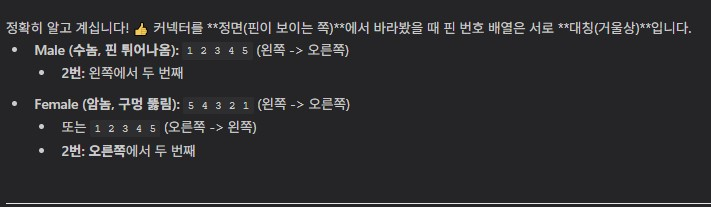 정확히 알고 계십니다! 👍 커넥터를 **정면(핀이 보이는 쪽)**에서 바라봤을 때 핀 번호 배열은 서로 **대칭(거울상)**입니다.
• Male (수놈, 핀 튀어나옴): 1 2 3 4 5 (왼쪽 -> 오른쪽)
• 2번: 왼쪽에서 두 번째
• Female (암놈, 구멍 뚫림): 5 4 3 2 1 (왼쪽 -> 오른쪽)
• 또는 1 2 3 4 5 (오른쪽 -> 왼쪽)
• 2번: 오른쪽에서 두 번째